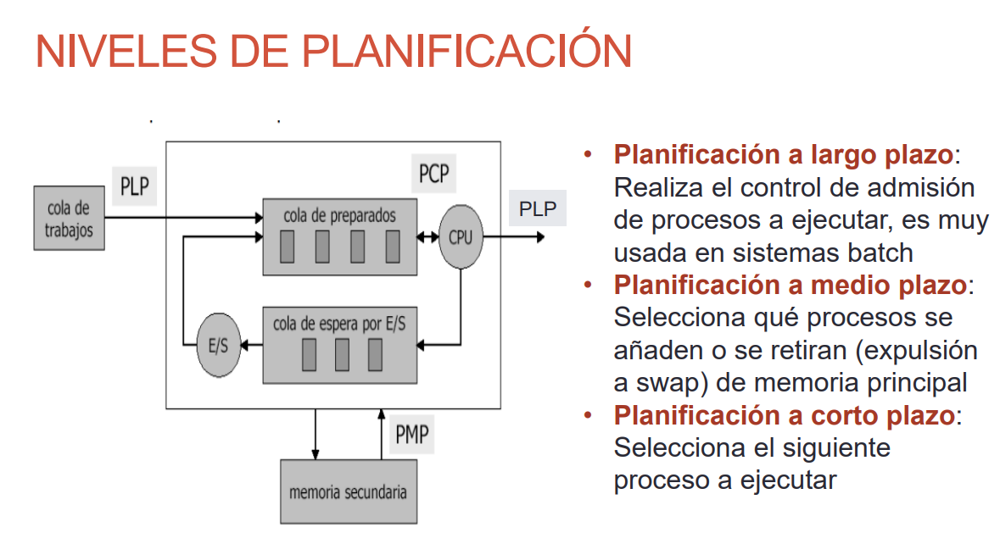 NIVELES DE PLANIFICACIÓN
PLP
PCP
PLP
cola de
trabajos
cola de preparados
CPU
cola de espera por E/S
E/S
PMP
memoria secundaria
• Planificación a largo plazo:
Realiza el control de admisión
de procesos a ejecutar, es muy
usada en sistemas batch
• Planificación a medio plazo:
Selecciona qué procesos se
añaden o se retiran (expulsión
a swap) de memoria principal
• Planificación a corto plazo:
Selecciona el siguiente
proceso a ejecutar